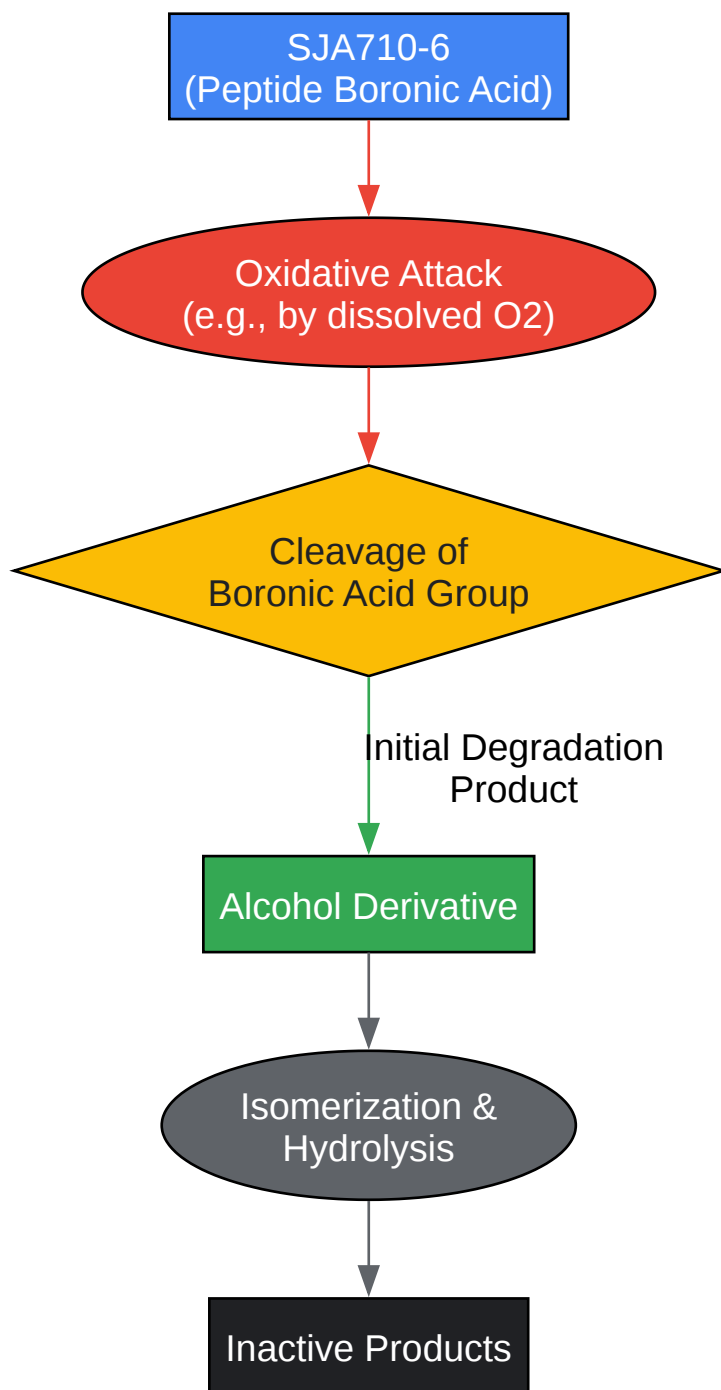 SJA710-6
(Peptide Boronic Acid)
Oxidative Attack
(e.g., by dissolved O2)
Cleavage of
Boronic Acid Group
Initial Degradation
Product
Alcohol Derivative
Isomerization &
Hydrolysis
Inactive Products